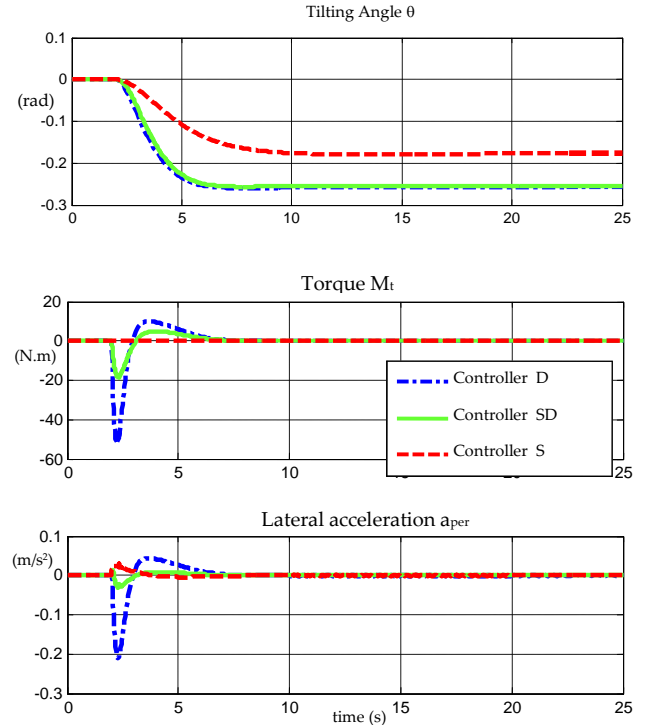 Tilting Angle θ
0.1
0
(rad)
-0.1
-0.2
-0.3
0 5 10 15 20 25
Torque Mt
20
0
(N.m)
-20
-40
-60
0 5 10 15 20 25
Controller D
Controller SD
Controller S
Lateral acceleration aper
0.1
(m/s²)
0
-0.1
-0.2
-0.3
0 5 10 15 20 25
time (s)